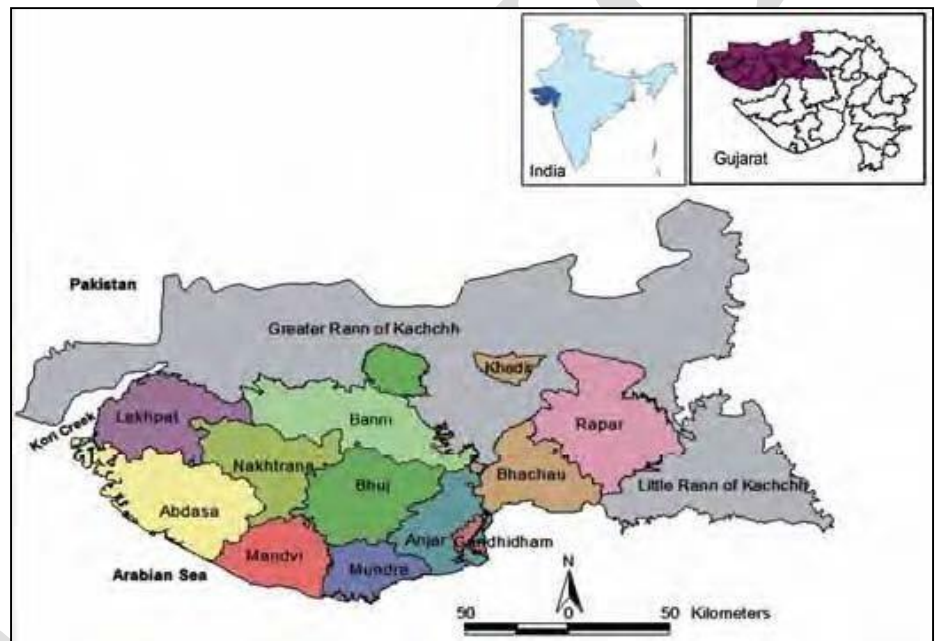 India
Gujarat
Pakistan
Greater Rann of Kachchh
Khadir
Kori Creek
Lakhpat
Banni
Rapar
Nakhtrana
Bhachau
Little Rann of Kachchh
Bhuj
Abdasa
Anjar
Gandhidham
Mandvi
Mundra
Arabian Sea
N
50 0 50 Kilometers